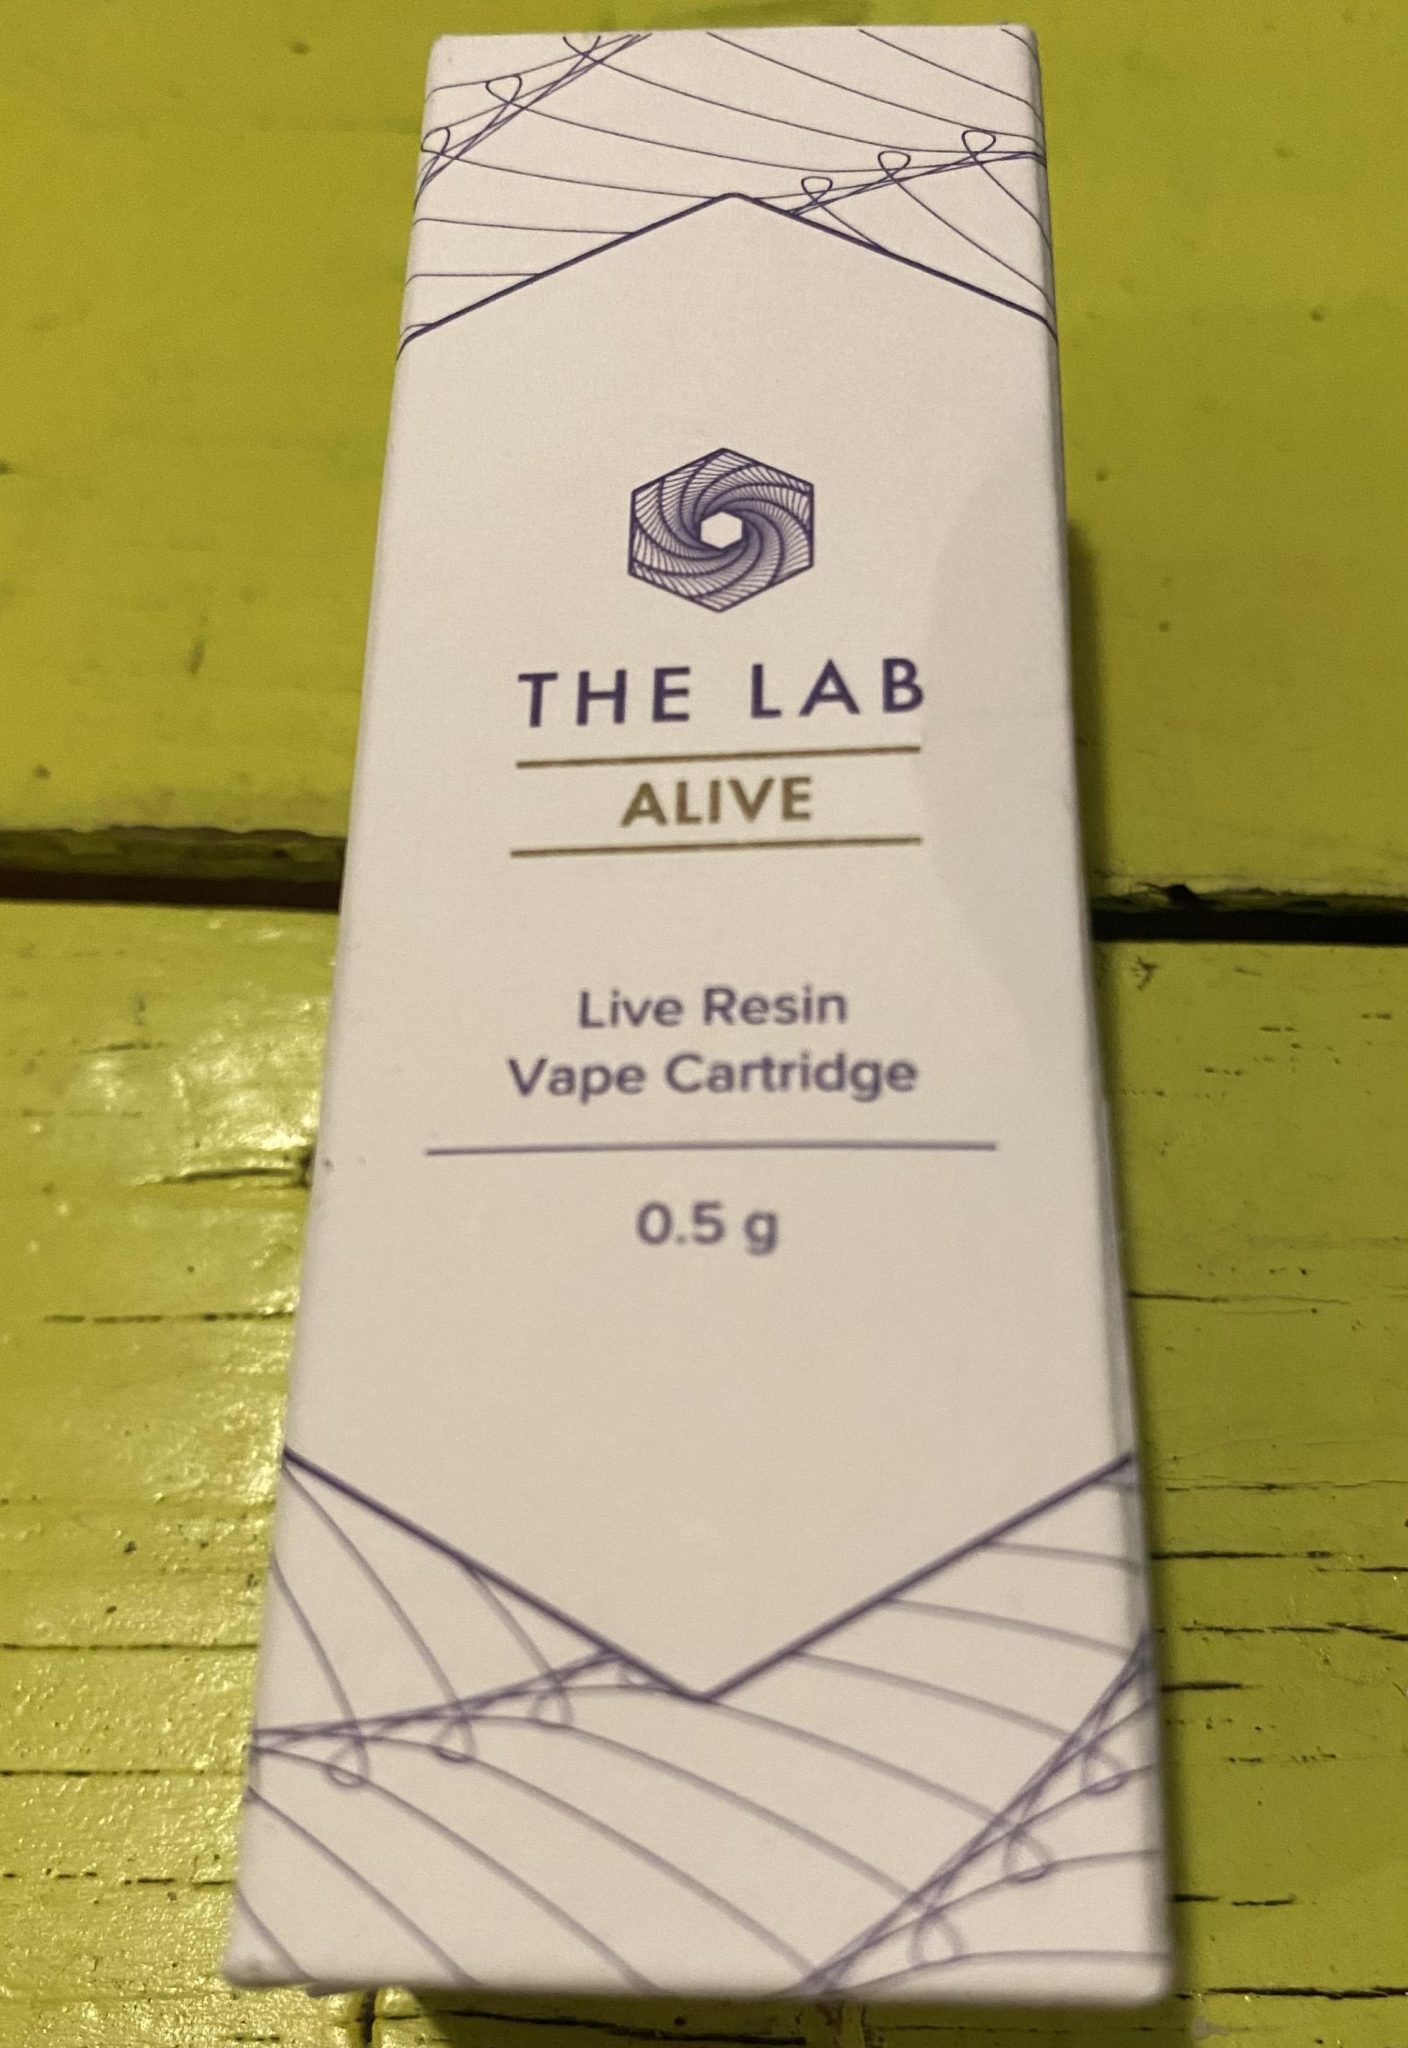 THE LAB
ALIVE
Live Resin
Vape Cartridge
0.5 g